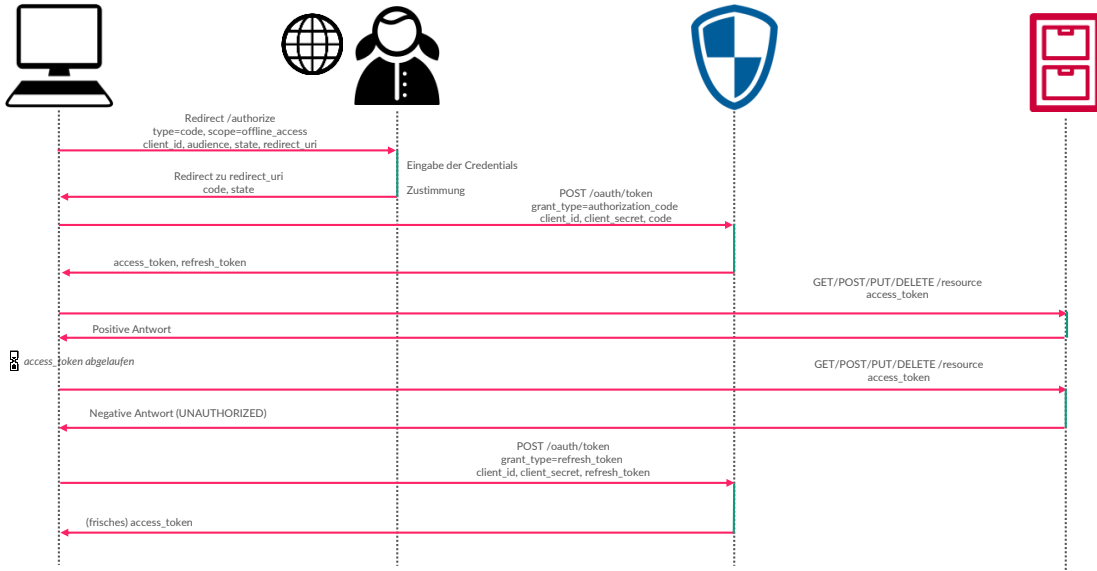 Redirect /authorize
type=code, scope=offline_access
client_id, audience, state, redirect_uri
Eingabe der Credentials
Redirect zu redirect_uri
code, state
Zustimmung
POST /oauth/token
grant_type=authorization_code
client_id, client_secret, code
access_token, refresh_token
GET/POST/PUT/DELETE /resource
access_token
Positive Antwort
access_token abgelaufen
GET/POST/PUT/DELETE /resource
access_token
Negative Antwort (UNAUTHORIZED)
POST /oauth/token
grant_type=refresh_token
client_id, client_secret, refresh_token
(frisches) access_token